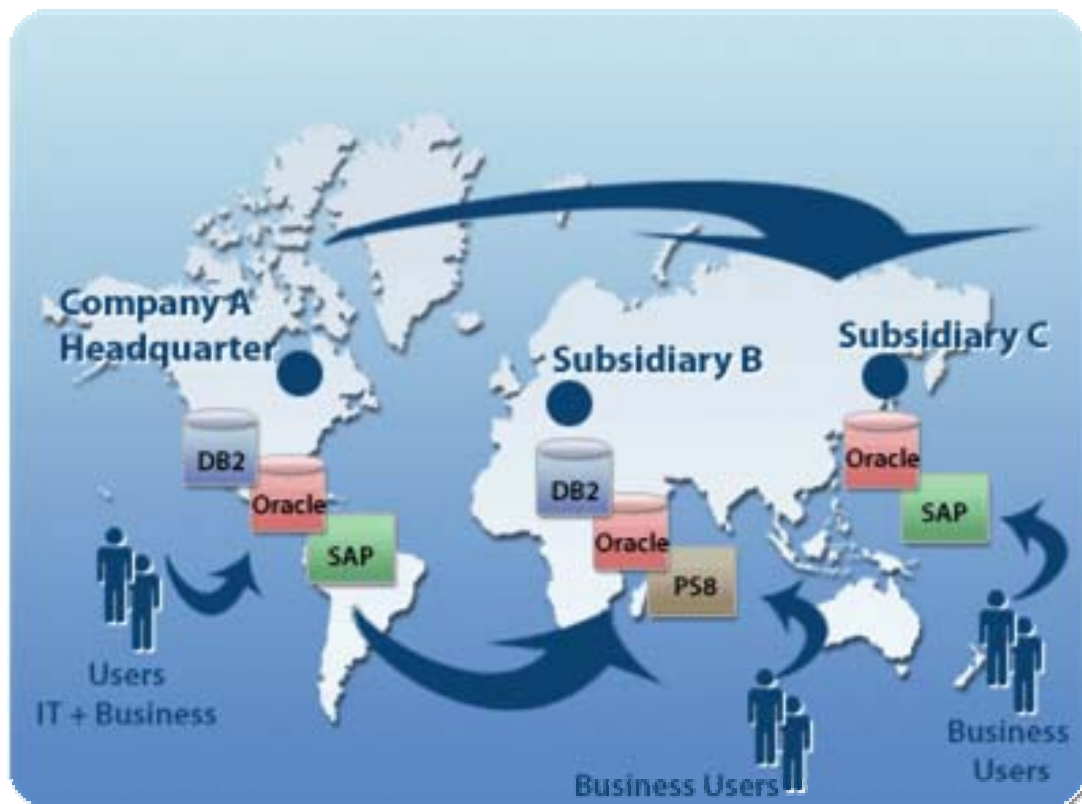 Company A
Headquarter
Subsidiary B
Subsidiary C
DB2
Oracle
SAP
DB2
Oracle
PS8
Oracle
SAP
Users
IT + Business
Business Users
Business
Users